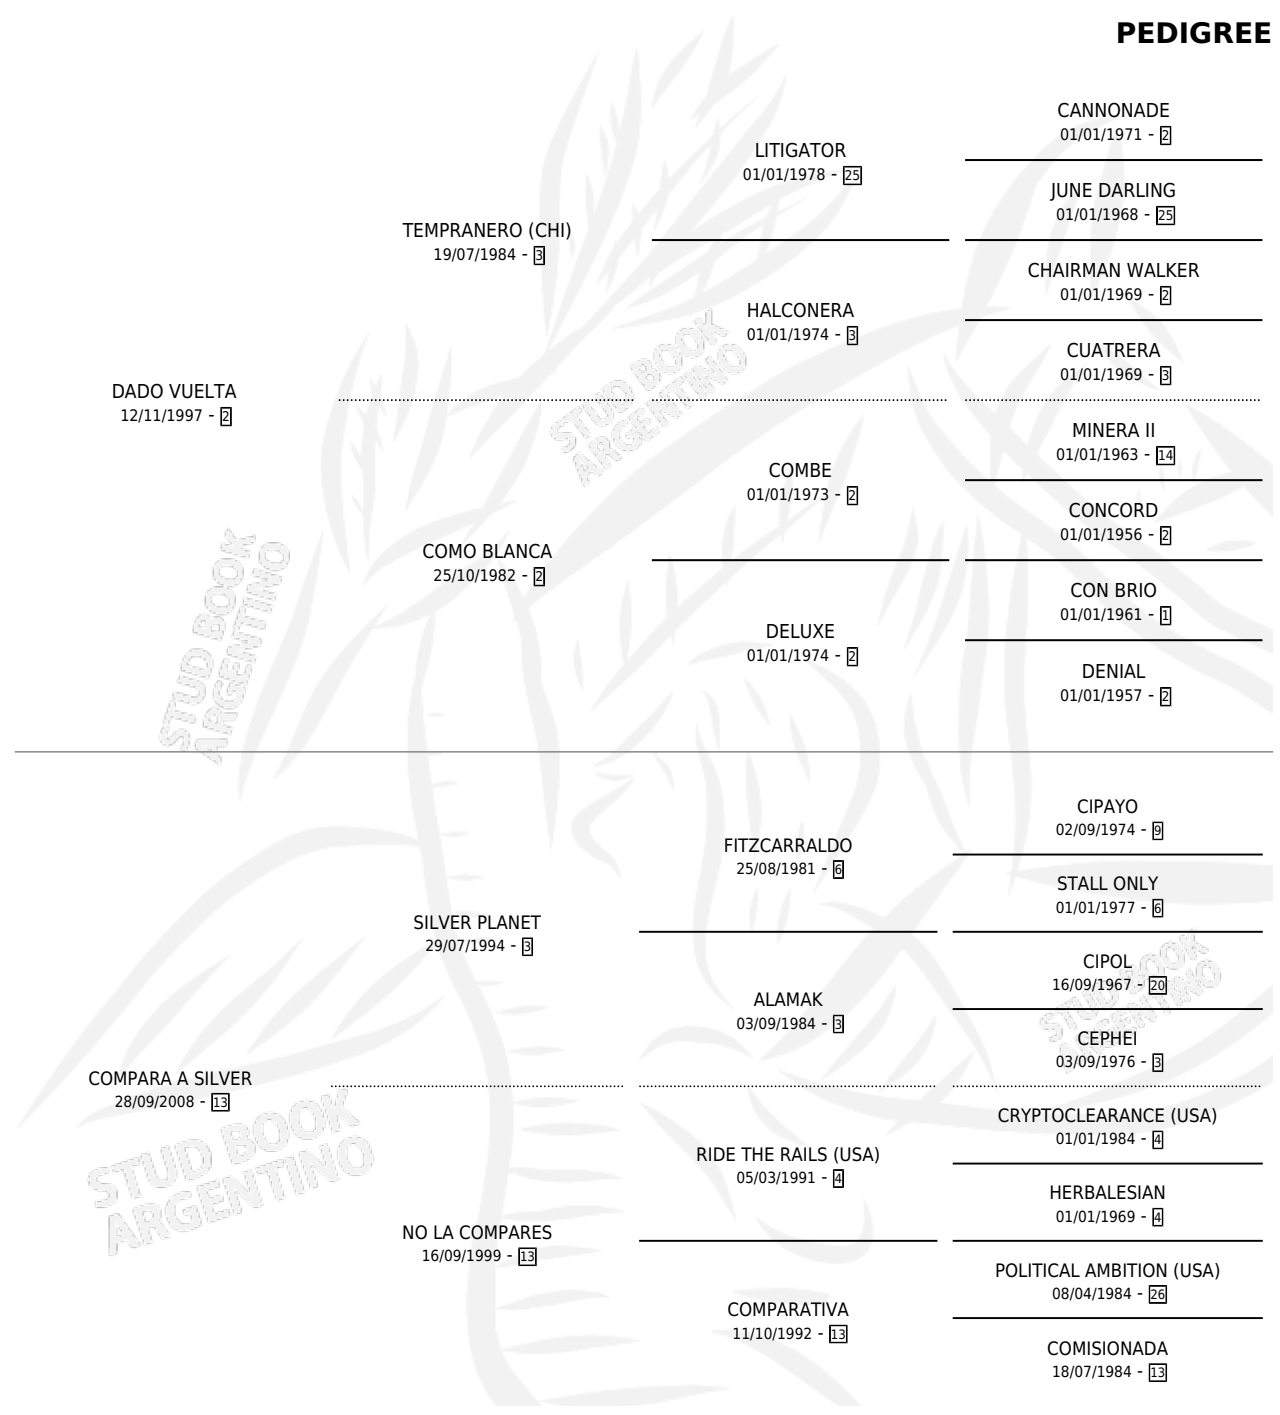 PEDIGREE
CANNONADE
01/01/1971 - 2
LITIGATOR
01/01/1978 - 25
JUNE DARLING
01/01/1968 - 25
TEMPRANERO (CHI)
19/07/1984 - 3
CHAIRMAN WALKER
01/01/1969 - 2
HALCONERA
01/01/1974 - 3
CUATRERA
01/01/1969 - 3
DADO VUELTA
12/11/1997 - 2
MINERA II
01/01/1963 - 14
COMBE
01/01/1973 - 2
CONCORD
01/01/1956 - 2
COMO BLANCA
25/10/1982 - 2
CON BRIO
01/01/1961 - 1
DELUXE
01/01/1974 - 2
DENIAL
01/01/1957 - 2
CIPAYO
02/09/1974 - 9
FITZCARRALDO
25/08/1981 - 6
STALL ONLY
01/01/1977 - 6
SILVER PLANET
29/07/1994 - 3
CIPOL
16/09/1967 - 20
ALAMAK
03/09/1984 - 3
CEPHEI
03/09/1976 - 3
COMPARA A SILVER
28/09/2008 - 13
CRYPTOCLEARANCE (USA)
01/01/1984 - 4
RIDE THE RAILS (USA)
05/03/1991 - 4
HERBALESIAN
01/01/1969 - 4
NO LA COMPARES
16/09/1999 - 13
POLITICAL AMBITION (USA)
08/04/1984 - 26
COMPARATIVA
11/10/1992 - 13
COMISIONADA
18/07/1984 - 13
STUD BOOK
ARGENTINO
STUD BOOK
ARGENTINO
STUD BOOK
ARGENTINO
STUD BOOK
ARGENTINO